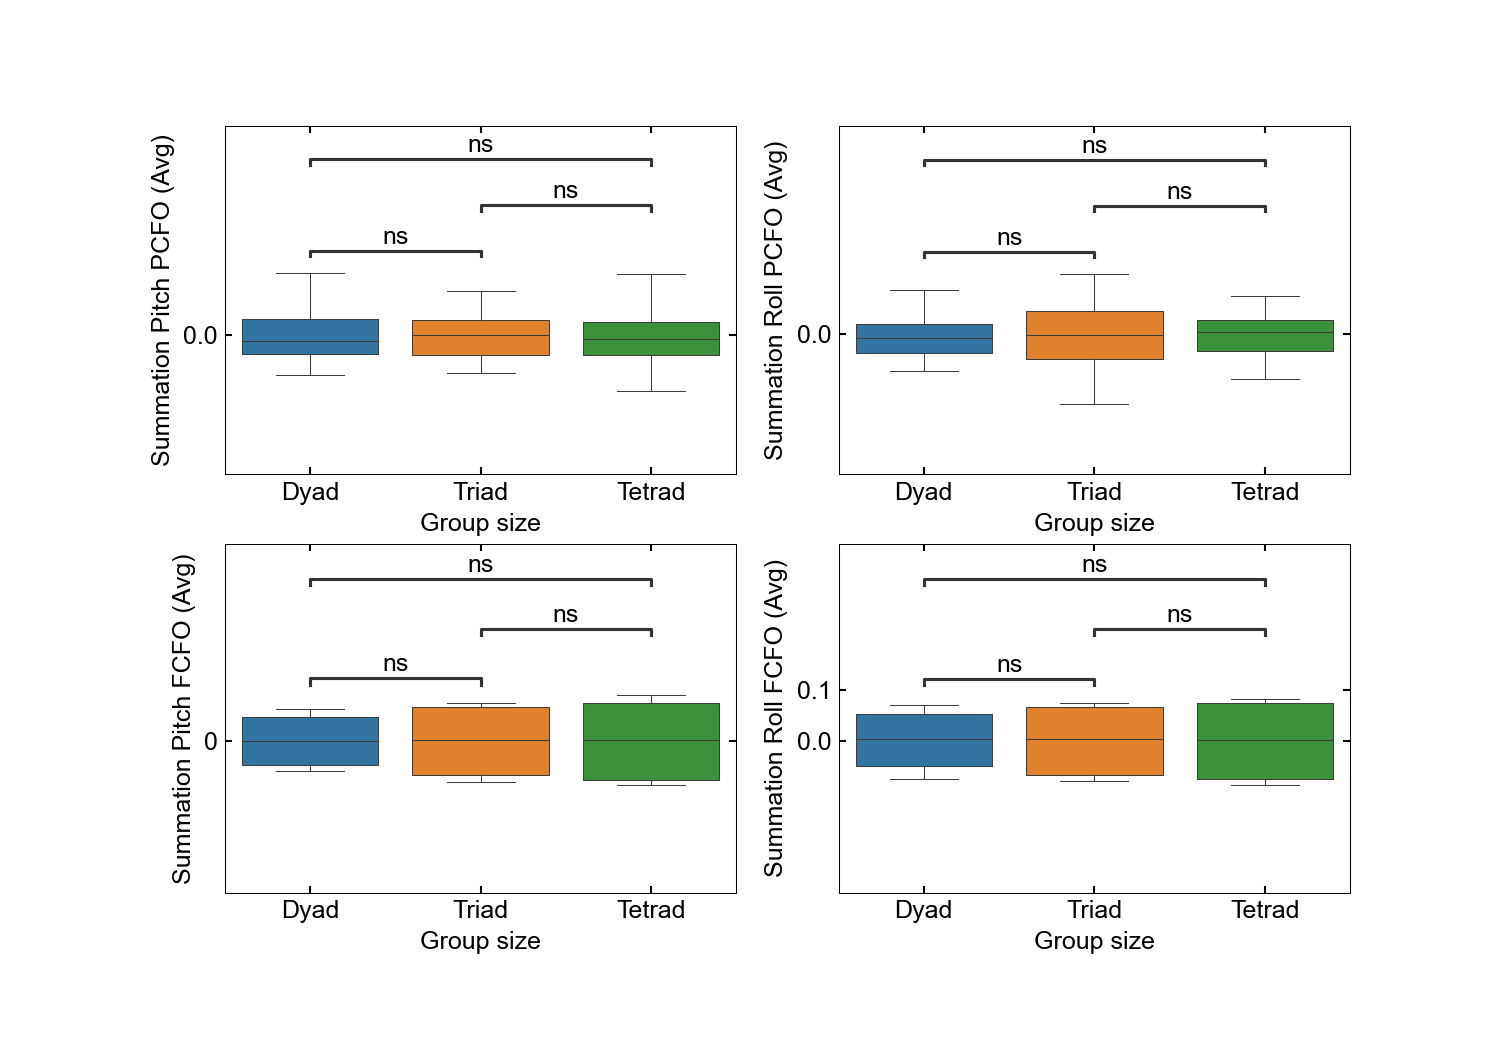 Summation Pitch PCFO (Avg)
ns
ns
ns
0.0
Dyad Triad Tetrad
Group size
Summation Roll PCFO (Avg)
ns
ns
ns
0.0
Dyad Triad Tetrad
Group size
Summation Pitch FCFO (Avg)
ns
ns
ns
0
Dyad Triad Tetrad
Group size
Summation Roll FCFO (Avg)
ns
ns
ns
0.1
0.0
Dyad Triad Tetrad
Group size